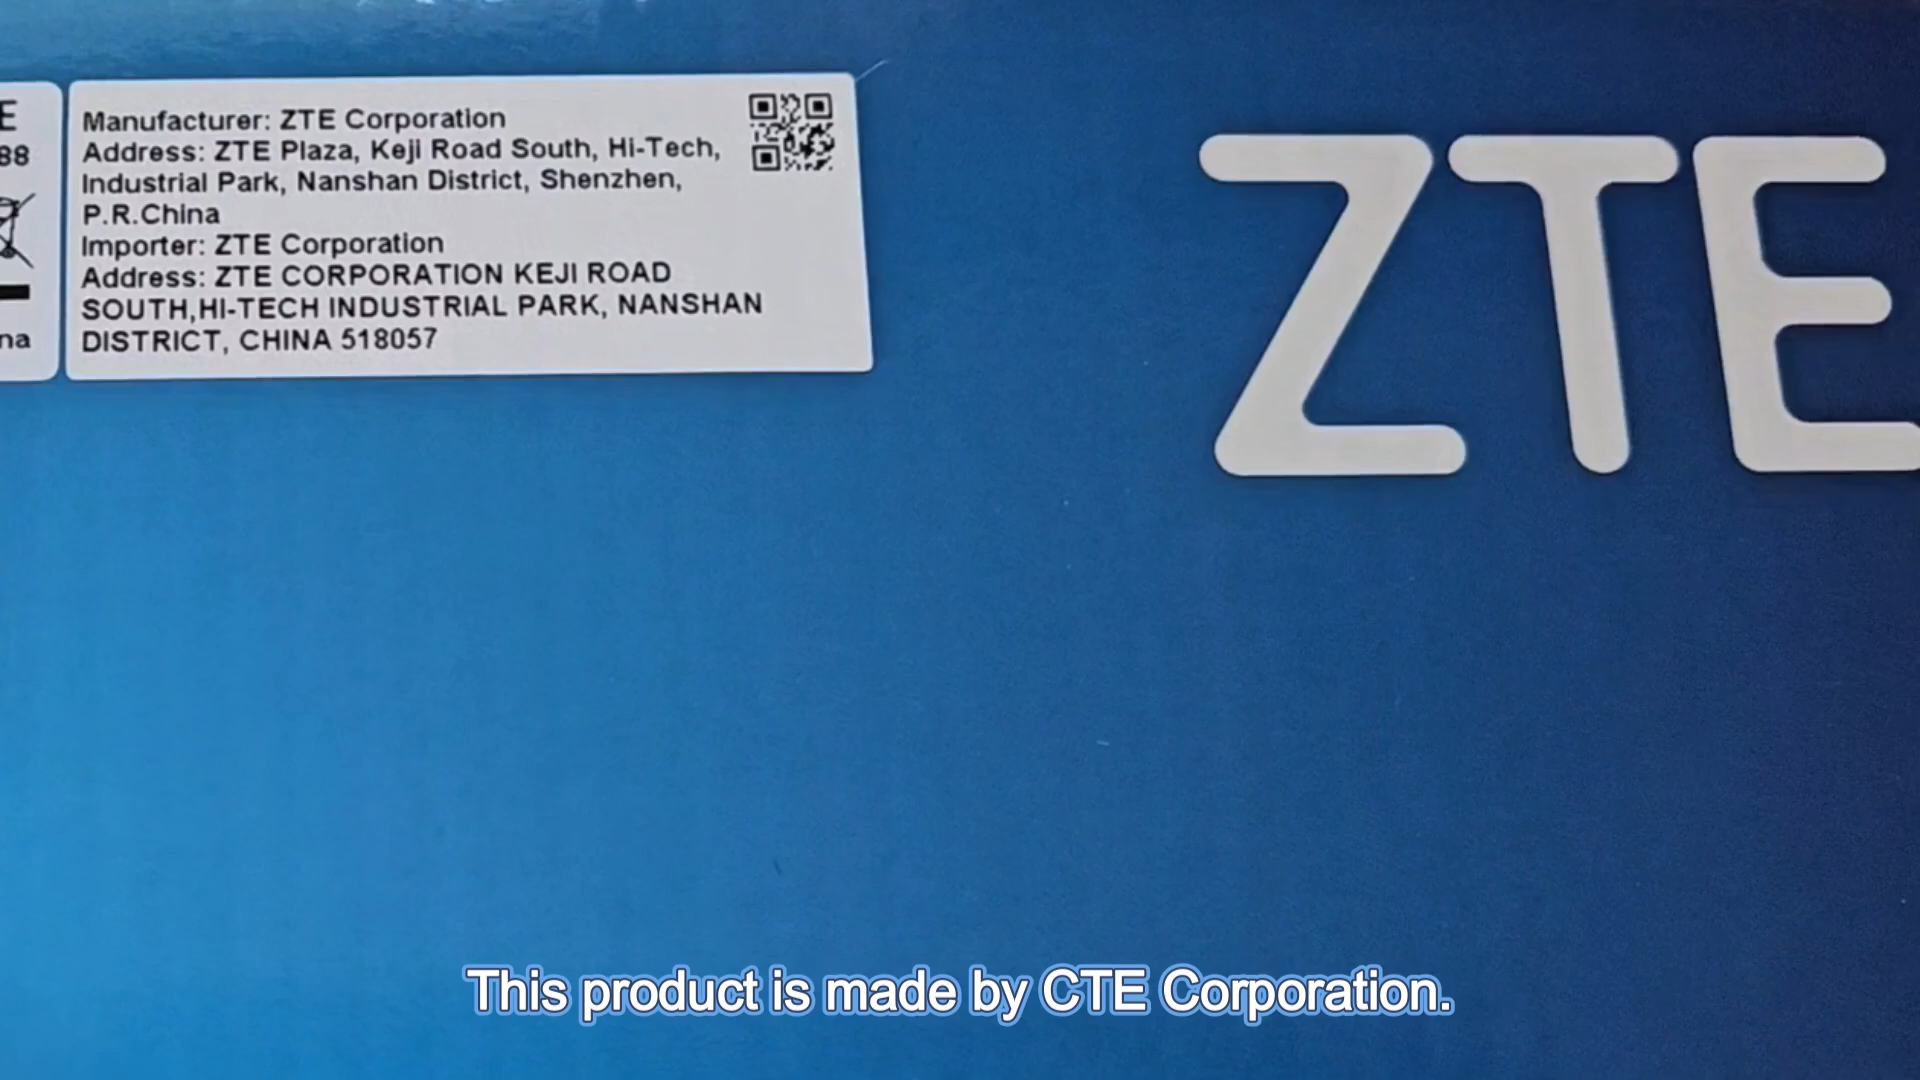 E
88
na
Manufacturer: ZTE Corporation
Address: ZTE Plaza, Keji Road South, Hi-Tech,
Industrial Park, Nanshan District, Shenzhen,
P.R.China
Importer: ZTE Corporation
Address: ZTE CORPORATION KEJI ROAD
SOUTH,HI-TECH INDUSTRIAL PARK, NANSHAN
DISTRICT, CHINA 518057
ZTE
This product is made by CTE Corporation.